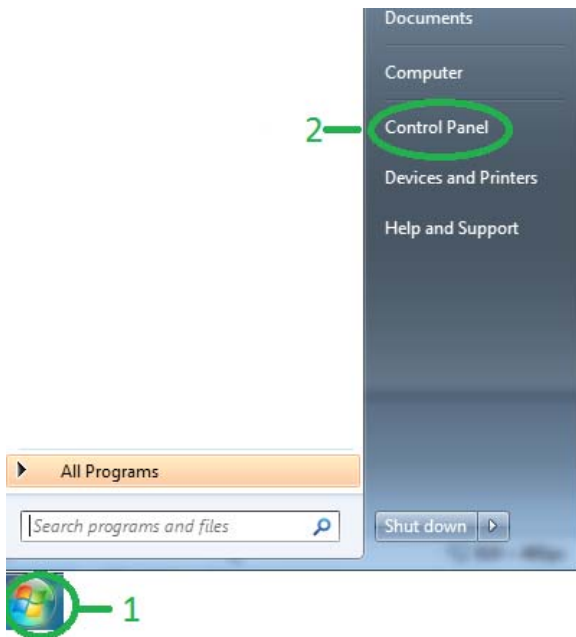 Documents
Computer
2
Control Panel
Devices and Printers
Help and Support
All Programs
Search programs and files
Shut down
1